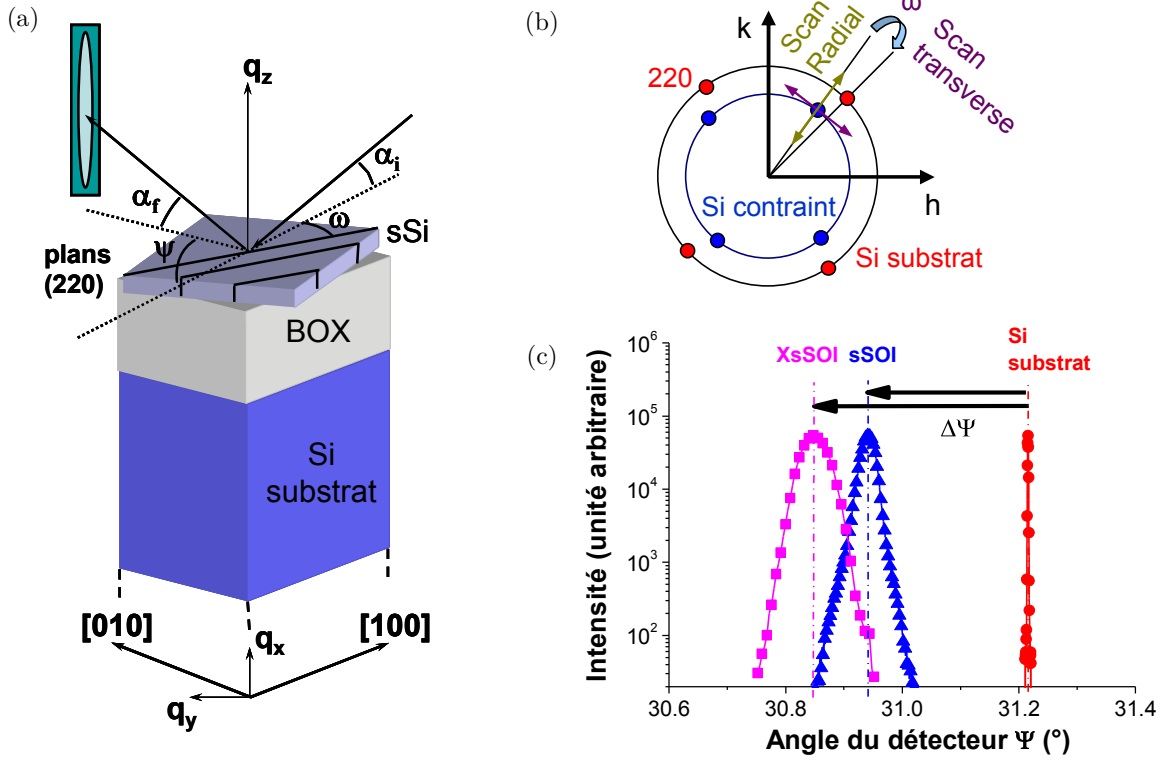 (a)
q_z
α_i
α_f
ω
sSi
Ψ
plans
(220)
BOX
Si
substrat
[010]
[100]
q_x
q_y
(b)
k
ω
Scan
Radial
Scan
transverse
220
Si contraint
h
Si substrat
(c)
XsSOI
sSOI
Si
substrat
ΔΨ
10^6
10^5
10^4
10^3
10^2
Intensité (unité arbitraire)
30.6
30.8
31.0
31.2
31.4
Angle du détecteur Ψ (°)